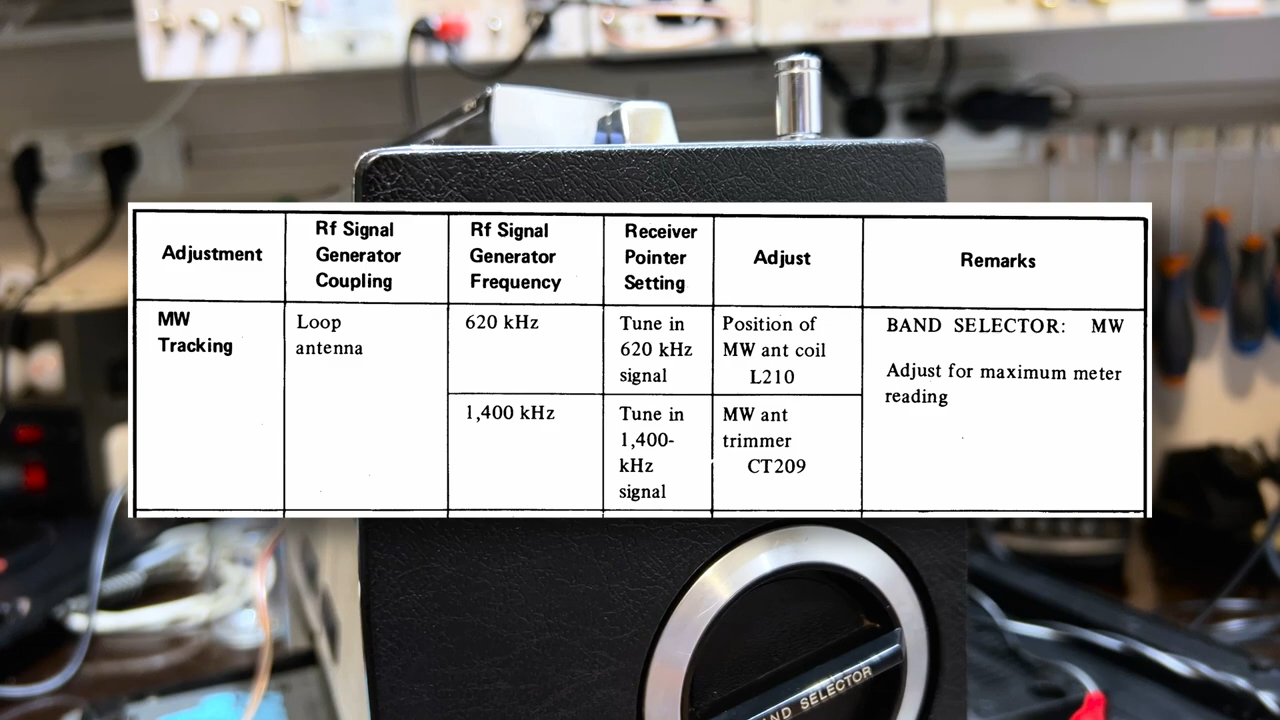 Adjustment
Rf Signal
Generator
Coupling
Rf Signal
Generator
Frequency
Receiver
Pointer
Setting
Adjust
Remarks
MW
Tracking
Loop
antenna
620 kHz
Tune in
620 kHz
signal
Position of
MW ant coil
L210
BAND SELECTOR: MW
Adjust for maximum meter
reading
1,400 kHz
Tune in
1,400-
kHz
signal
MW ant
trimmer
CT209
BAND SELECTOR